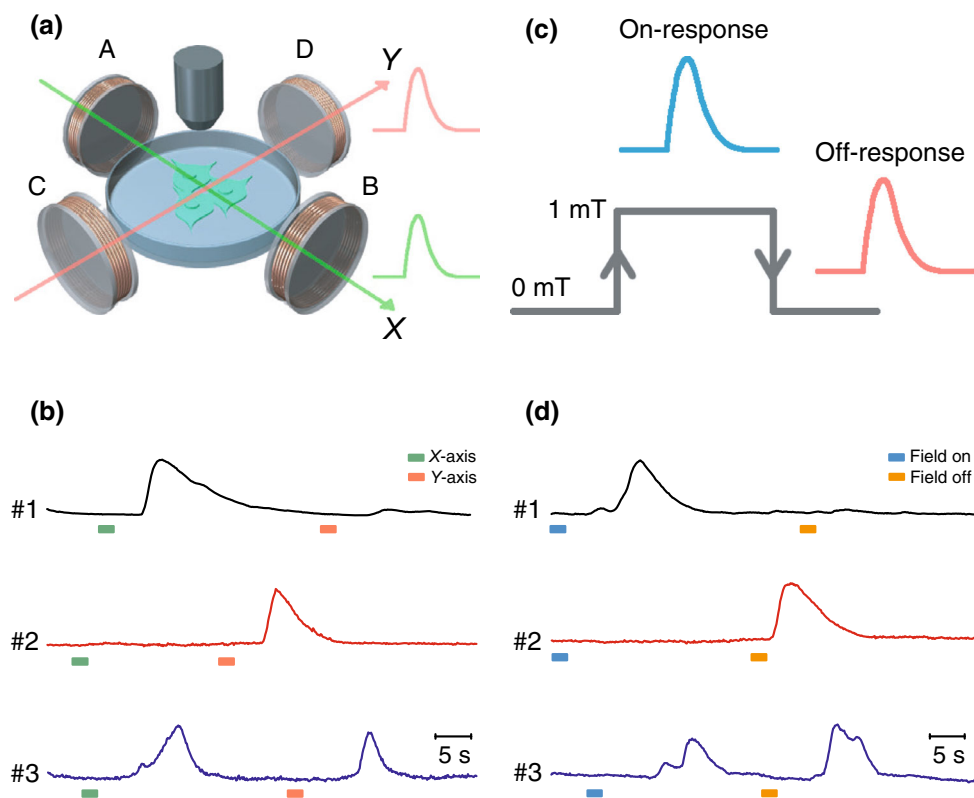 (a)
A
D
Y
C
B
X
(c)
On-response
Off-response
1 mT
0 mT
(b)
X-axis
Y-axis
#1
#2
#3
5 s
(d)
Field on
Field off
#1
#2
#3
5 s